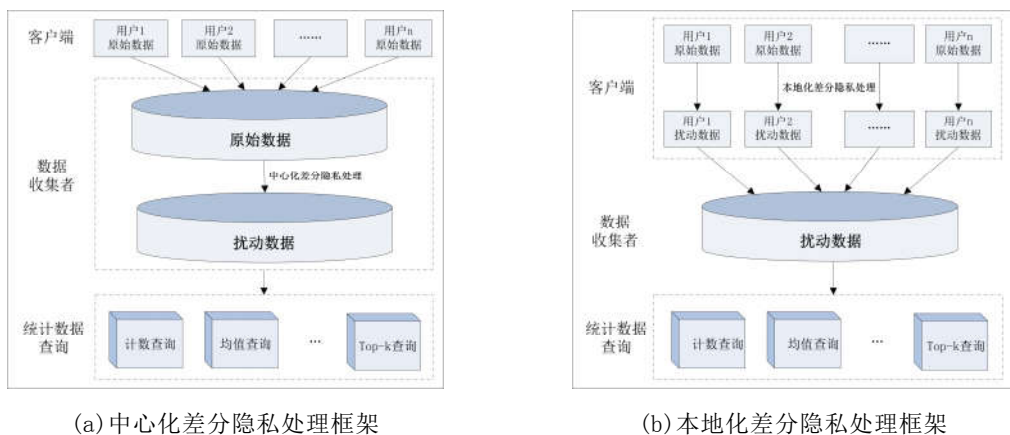 客户端
用户1
原始数据
用户2
原始数据
……
用户n
原始数据
数据
收集者
原始数据
中心化差分隐私处理
扰动数据
统计数据
查询
计数查询
均值查询
…
Top-k查询
(a)中心化差分隐私处理框架
客户端
用户1
原始数据
用户2
原始数据
……
用户n
原始数据
本地化差分隐私处理
用户1
扰动数据
用户2
扰动数据
……
用户n
扰动数据
数据
收集者
扰动数据
统计数据
查询
计数查询
均值查询
…
Top-k查询
(b)本地化差分隐私处理框架